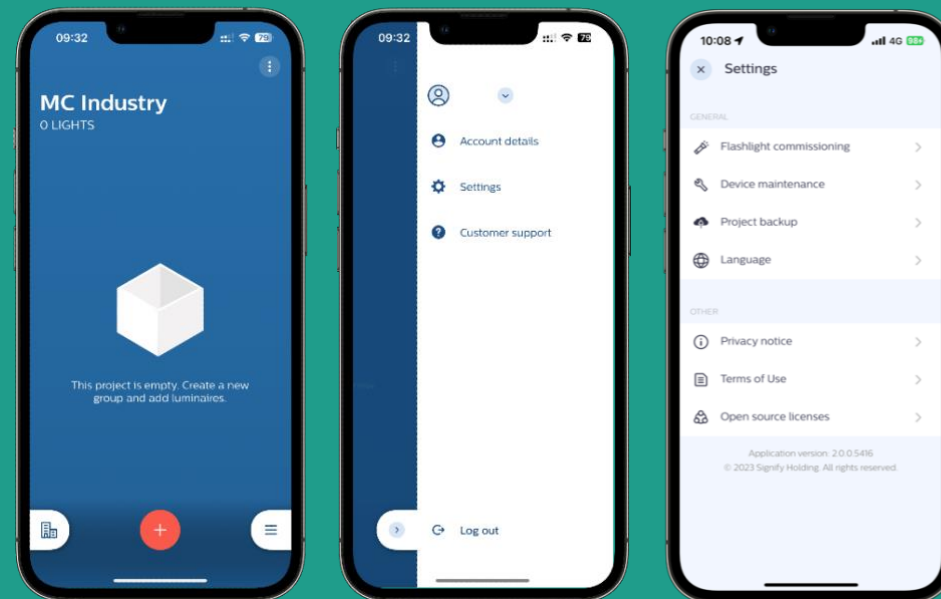 09:32
79
MC Industry
0 LIGHTS
This project is empty. Create a new
group and add luminaires.
09:32
79
Account details
Settings
Customer support
Log out
10:08
4G
98+
Settings
GENERAL
Flashlight commissioning
Device maintenance
Project backup
Language
OTHER
Privacy notice
Terms of Use
Open source licenses
Application version: 2.0.0.5416
© 2023 Signify Holding. All rights reserved.